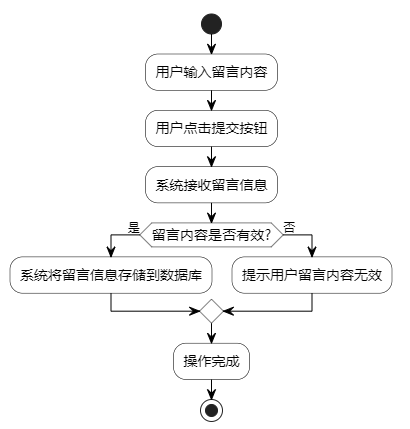 用户输入留言内容
用户点击提交按钮
系统接收留言信息
是
留言内容是否有效?
否
系统将留言信息存储到数据库
提示用户留言内容无效
操作完成